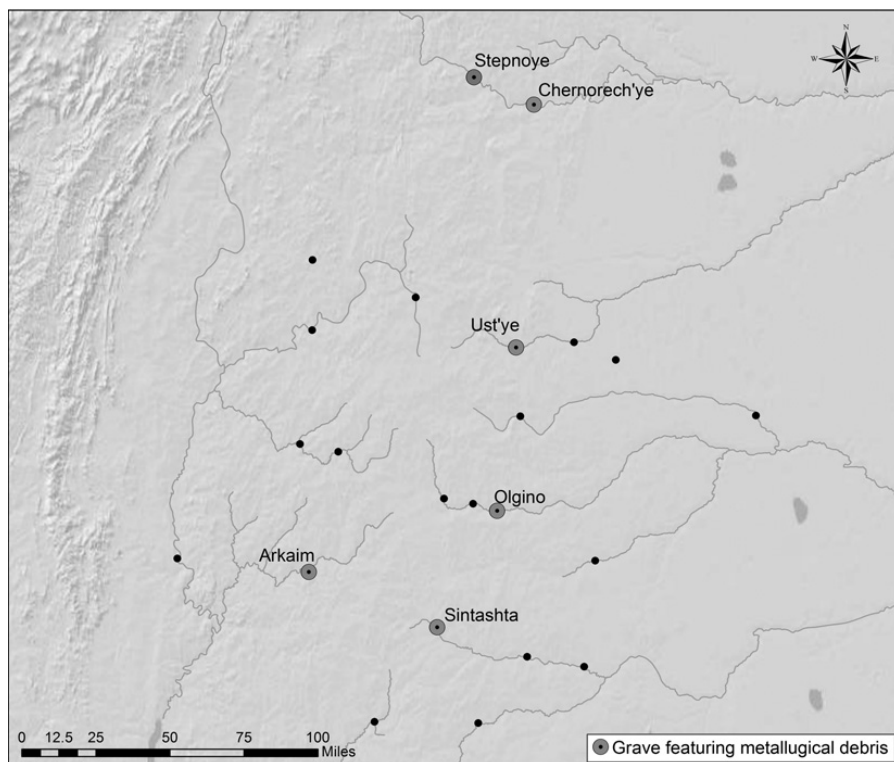 N
W E
S
Stepnoye
Chernorech'ye
Ust'ye
Olgino
Arkaim
Sintashta
0 12.5 25 50 75 100
Miles
Grave featuring metallugical debris